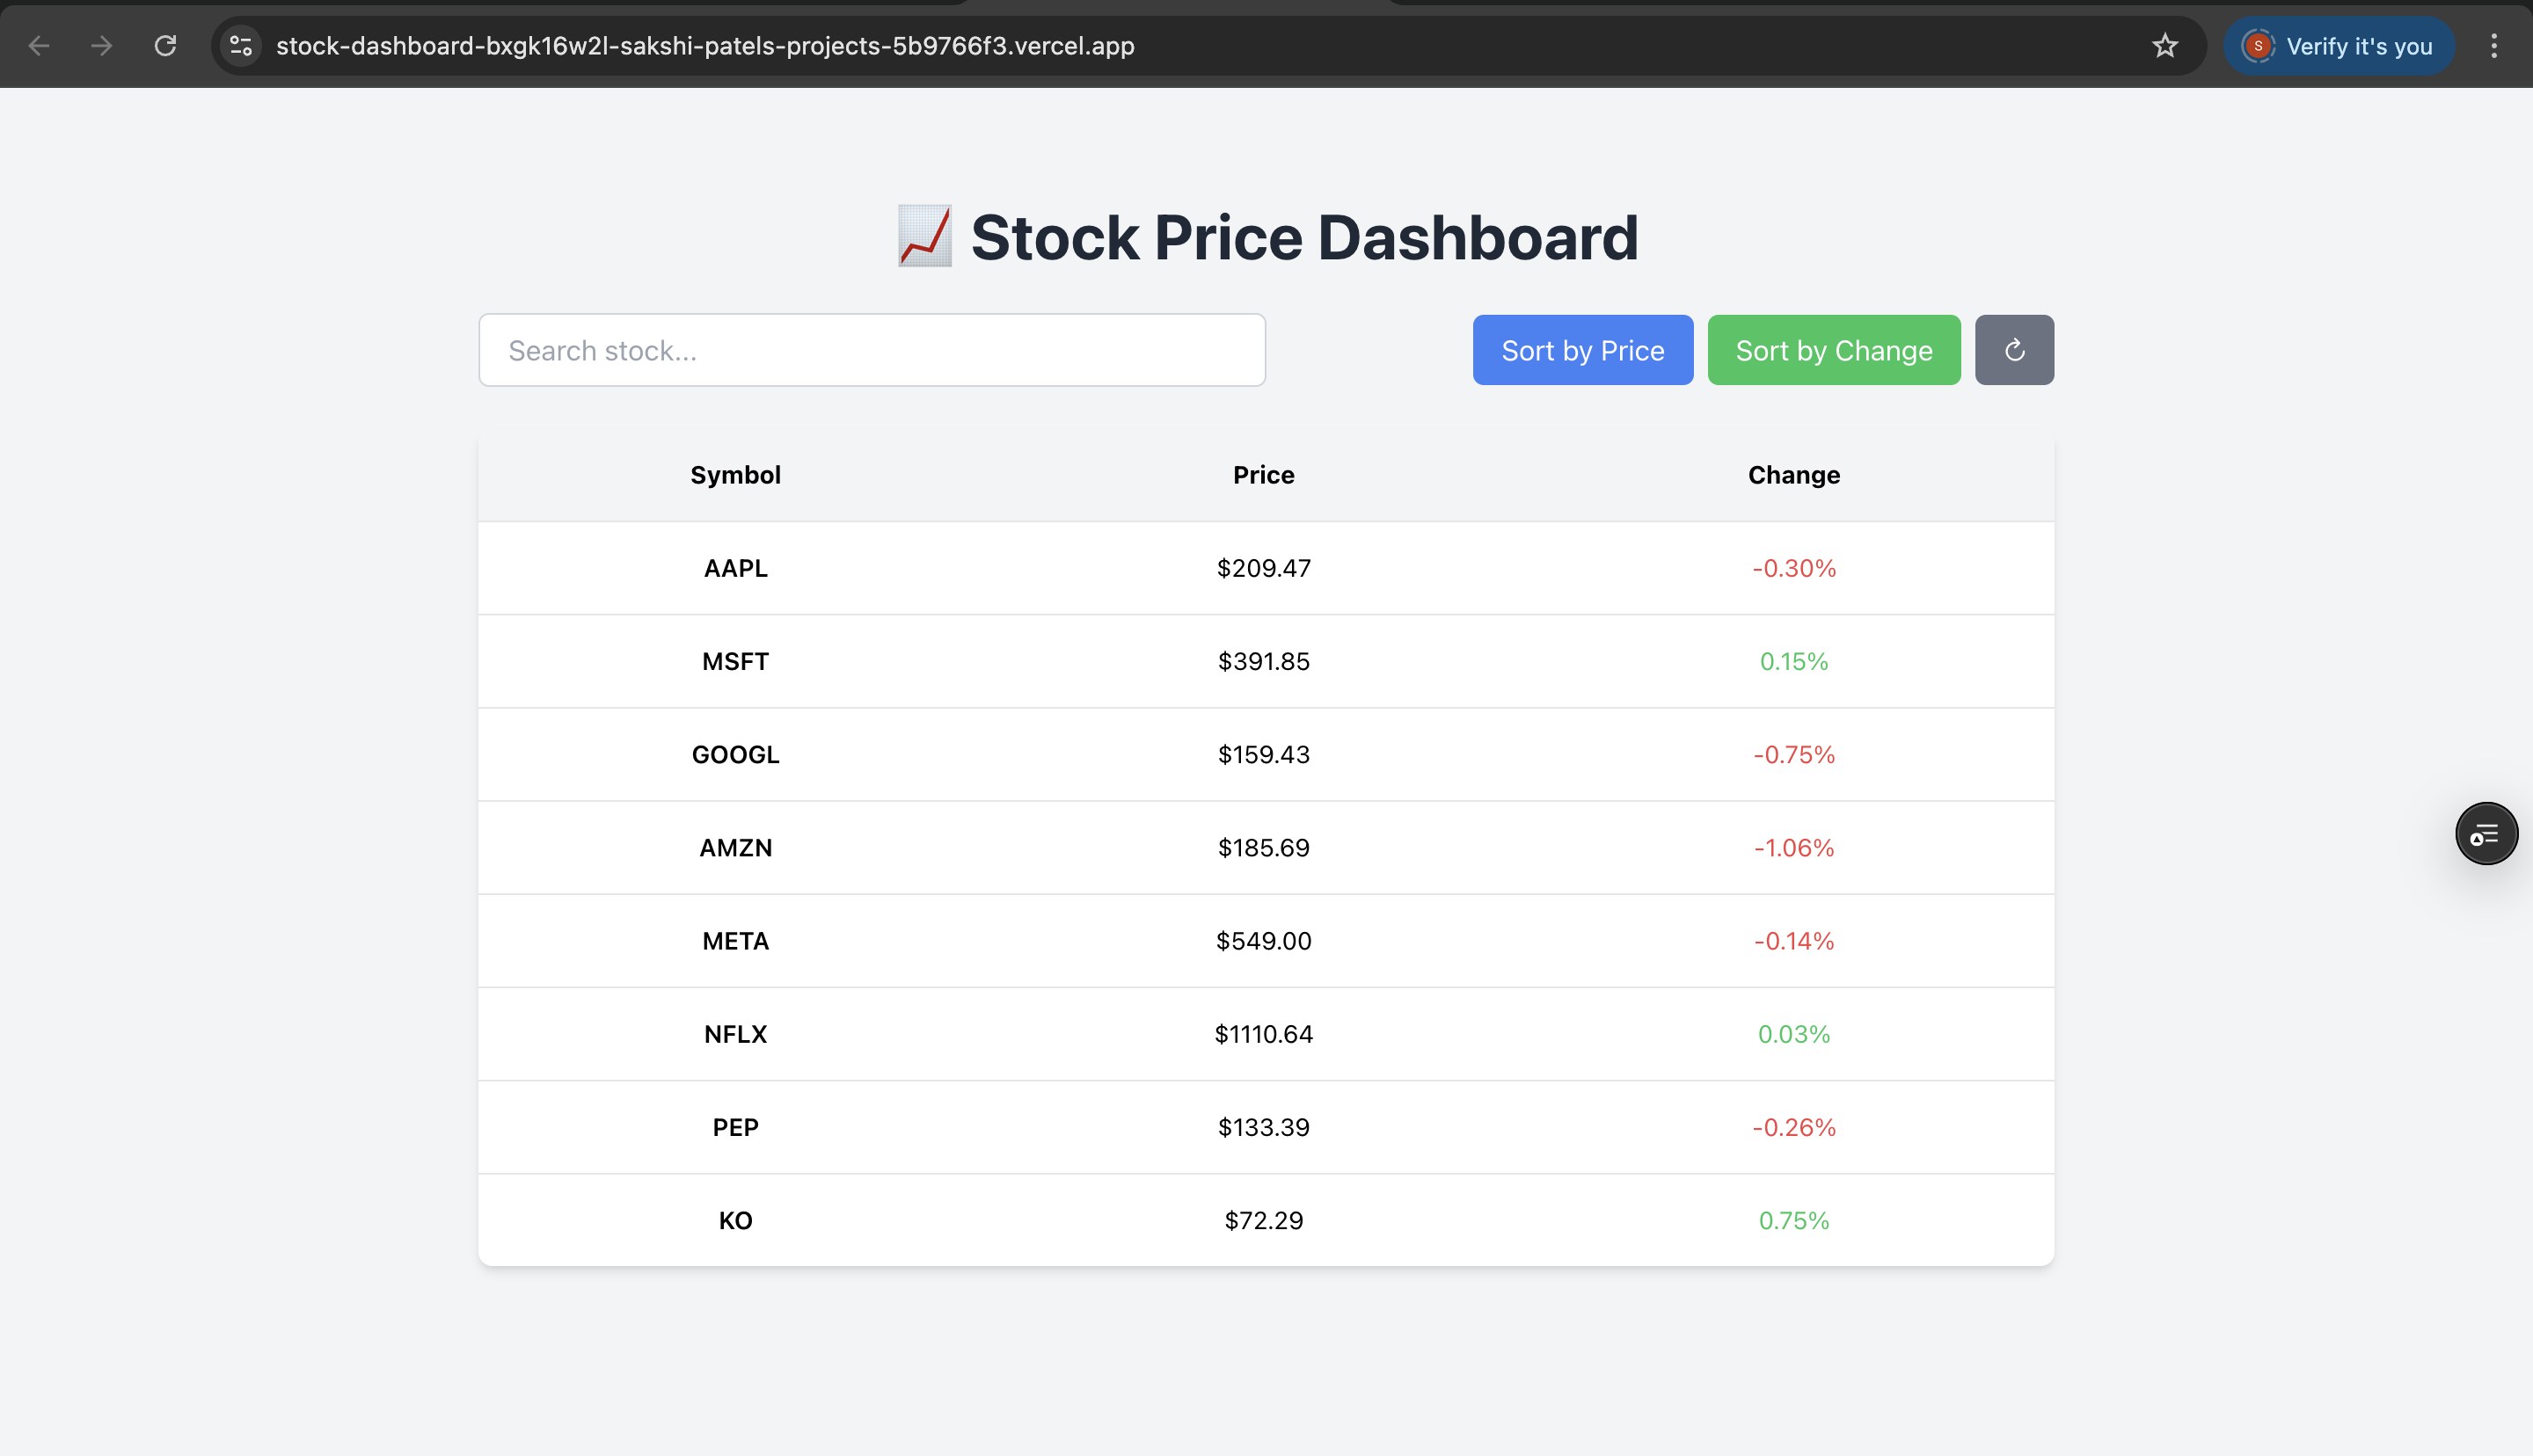 stock-dashboard-bxgk16w2l-sakshi-patels-projects-5b9766f3.vercel.app
S Verify it's you
📈 Stock Price Dashboard
Search stock... Sort by Price Sort by Change ↻
Symbol Price Change
AAPL $209.47 -0.30%
MSFT $391.85 0.15%
GOOGL $159.43 -0.75%
AMZN $185.69 -1.06%
META $549.00 -0.14%
NFLX $1110.64 0.03%
PEP $133.39 -0.26%
KO $72.29 0.75%